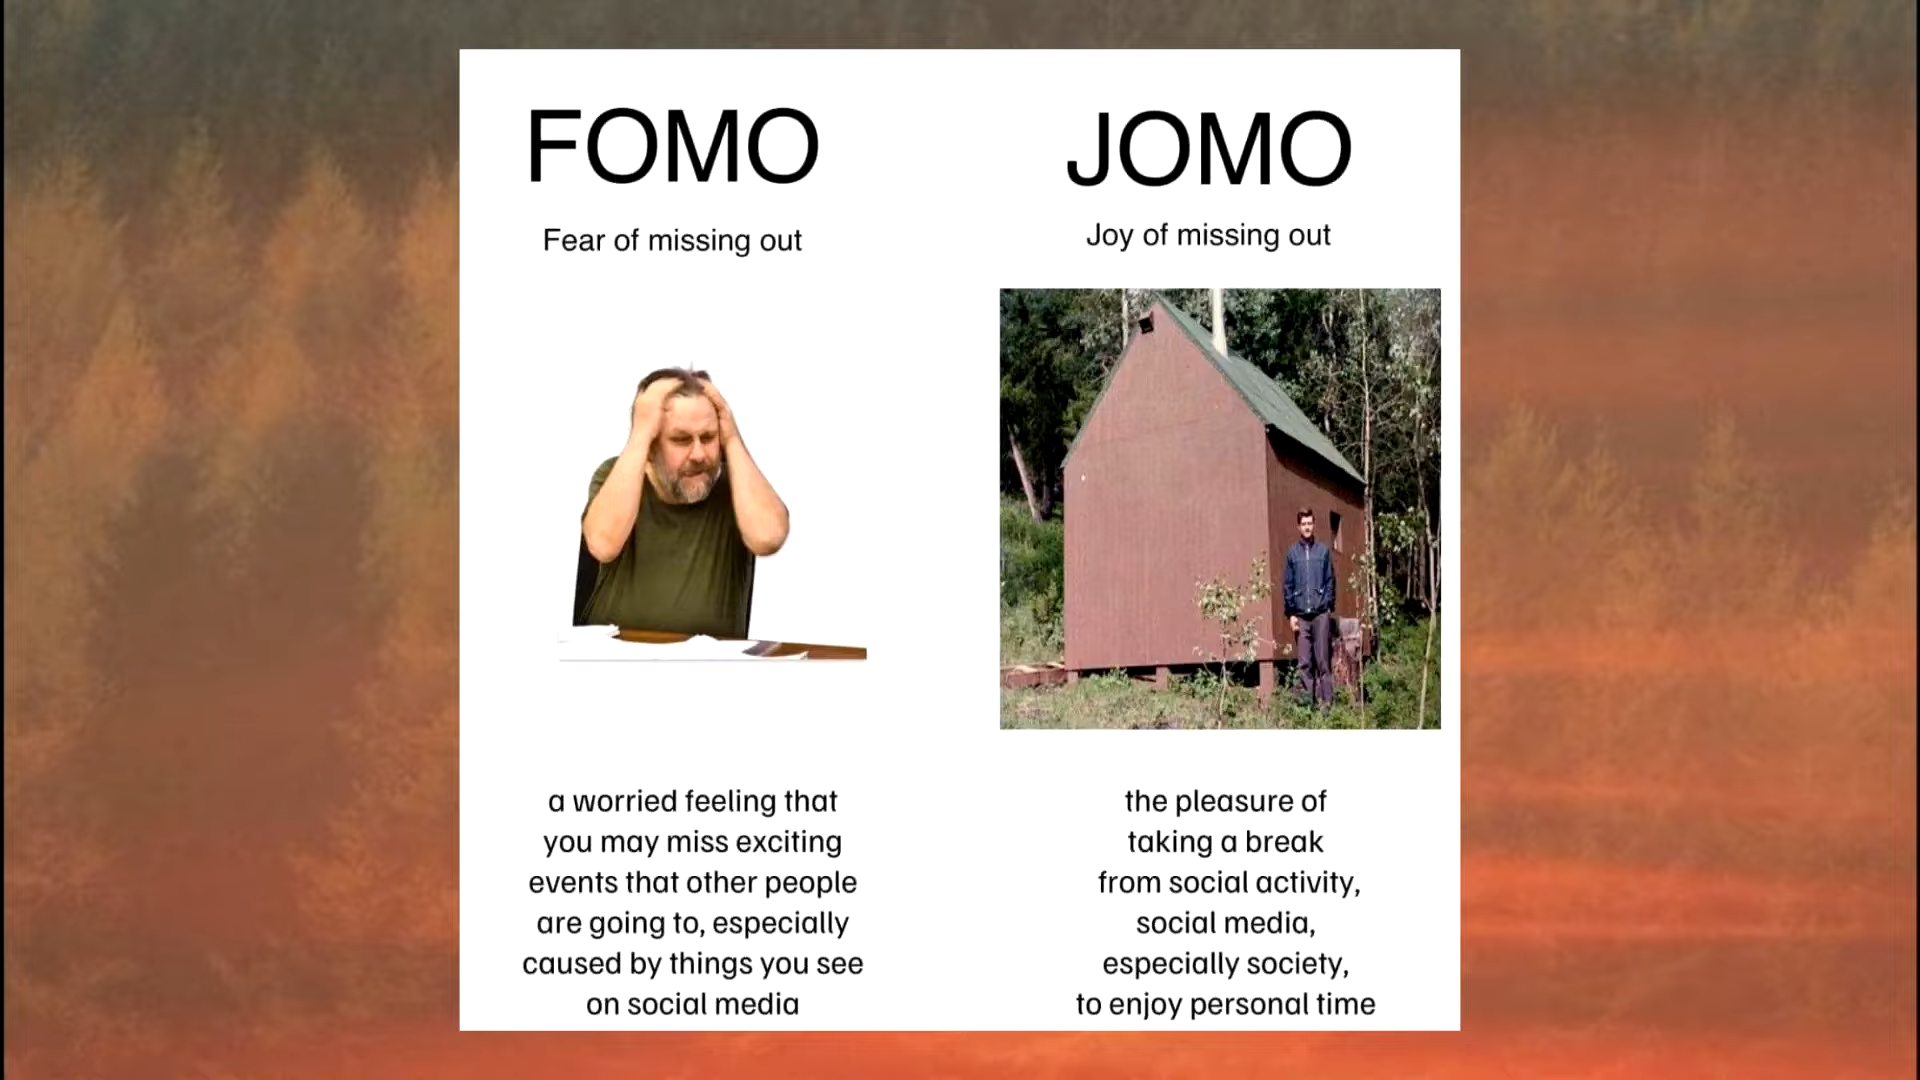 FOMO
Fear of missing out
a worried feeling that
you may miss exciting
events that other people
are going to, especially
caused by things you see
on social media
JOMO
Joy of missing out
the pleasure of
taking a break
from social activity,
social media,
especially society,
to enjoy personal time